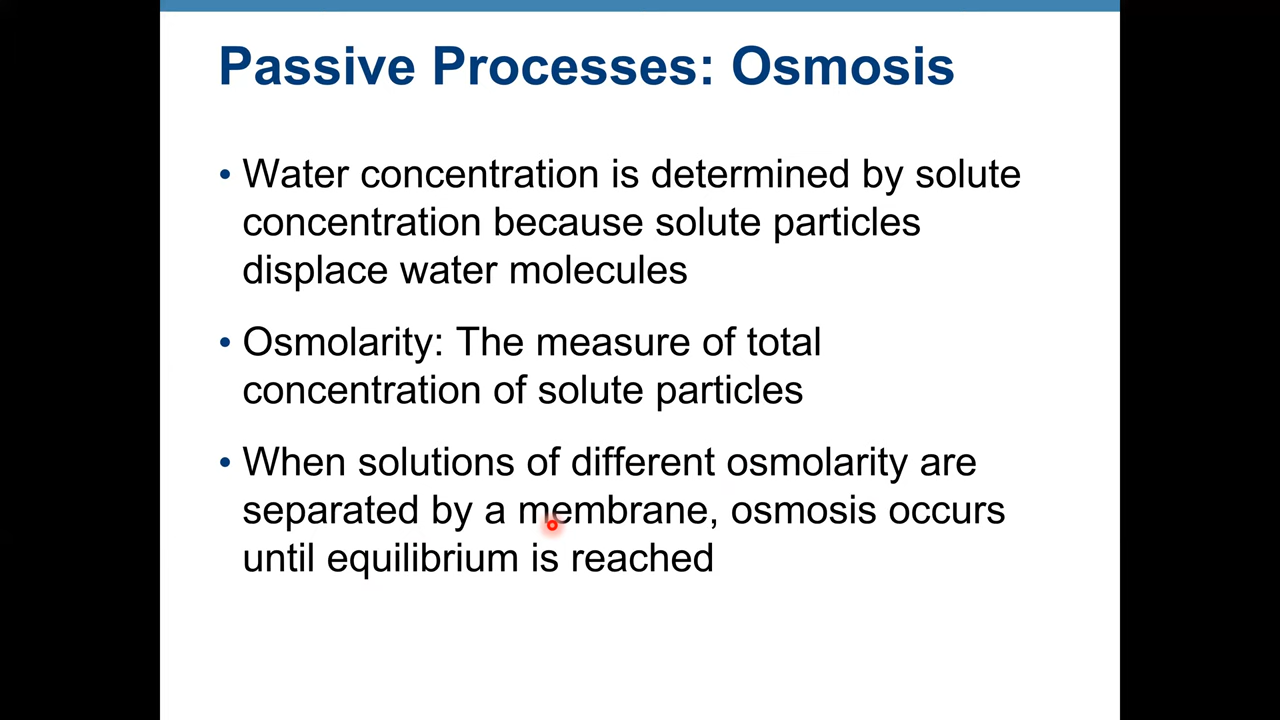 Passive Processes: Osmosis
• Water concentration is determined by solute
concentration because solute particles
displace water molecules
• Osmolarity: The measure of total
concentration of solute particles
• When solutions of different osmolarity are
separated by a membrane, osmosis occurs
until equilibrium is reached